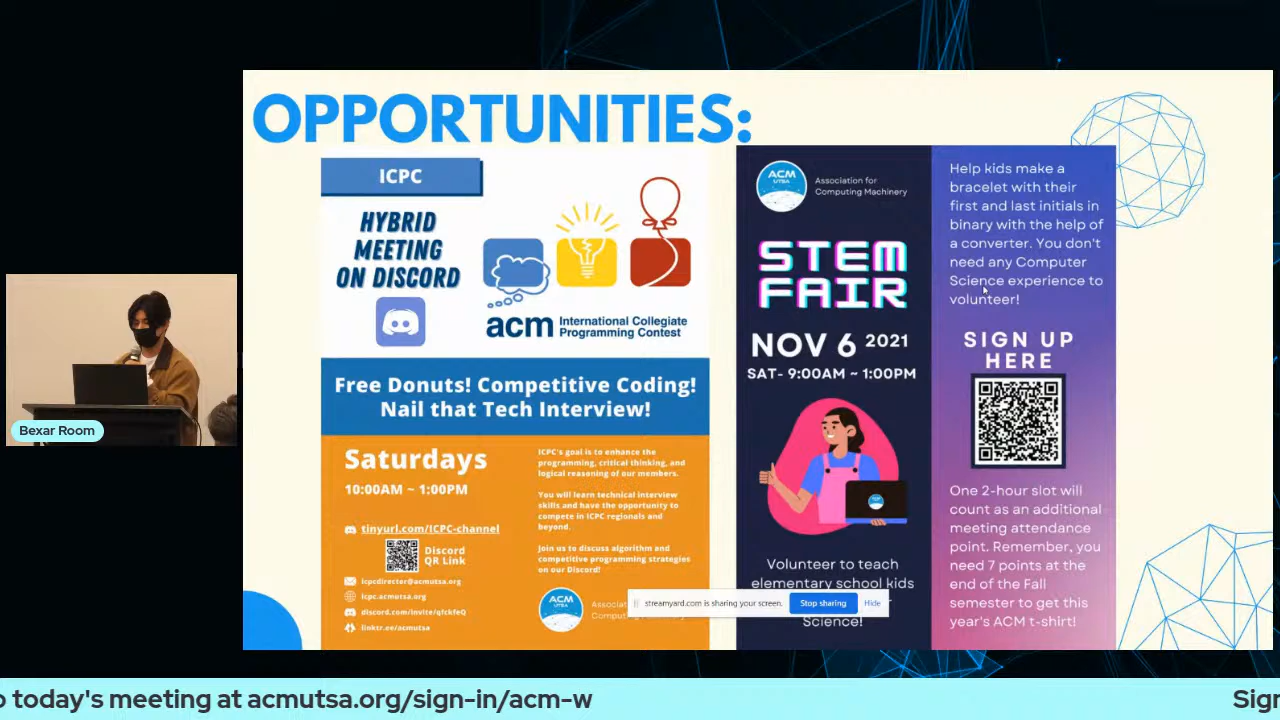 OPPORTUNITIES:
ICPC
HYBRID
MEETING
ON DISCORD
acm International Collegiate
Programming Contest
Free Donuts! Competitive Coding!
Nail that Tech Interview!
Saturdays
10:00AM ~ 1:00PM
tinyurl.com/ICPC-channel
Discord
QR Link
icpcdirector@acmutsa.org
icpc.acmutsa.org
discord.com/invite/qfckfeQ
linktr.ee/acmutsa
ICPC's goal is to enhance the
programming, critical thinking, and
logical reasoning of our members.
You will learn technical interview
skills and have the opportunity to
compete in ICPC regionals and
beyond.
Join us to discuss algorithm and
competitive programming strategies
on our Discord!
ACM
UTSA
ACM
UTSA
Association for
Computing Machinery
STEM
FAIR
NOV 6 2021
SAT- 9:00AM ~ 1:00PM
Volunteer to teach
elementary school kids
Science!
Help kids make a
bracelet with their
first and last initials in
binary with the help of
a converter. You don't
need any Computer
Science experience to
volunteer!
SIGN UP
HERE
One 2-hour slot will
count as an additional
meeting attendance
point. Remember, you
need 7 points at the
end of the Fall
semester to get this
year's ACM t-shirt!
streamyard.com is sharing your screen.
Stop sharing
Hide
Bexar Room
o today's meeting at acmutsa.org/sign-in/acm-w
Sign